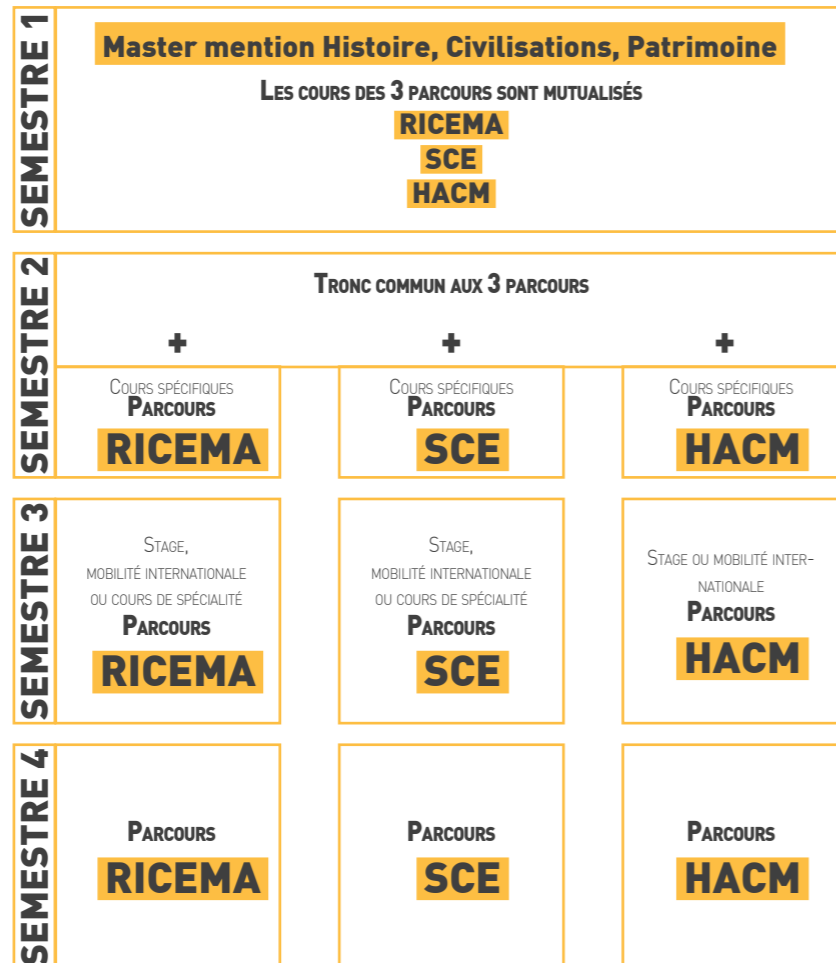 SEMESTRE 1
Master mention Histoire, Civilisations, Patrimoine
Les cours des 3 parcours sont mutualisés
RICEMA
SCE
HACM
SEMESTRE 2
Tronc commun aux 3 parcours
+
+
+
Cours spécifiques
Parcours
RICEMA
Cours spécifiques
Parcours
SCE
Cours spécifiques
Parcours
HACM
SEMESTRE 3
Stage,
mobilité internationale
ou cours de spécialité
Parcours
RICEMA
Stage,
mobilité internationale
ou cours de spécialité
Parcours
SCE
Stage ou mobilité inter-
nationale
Parcours
HACM
SEMESTRE 4
Parcours
RICEMA
Parcours
SCE
Parcours
HACM